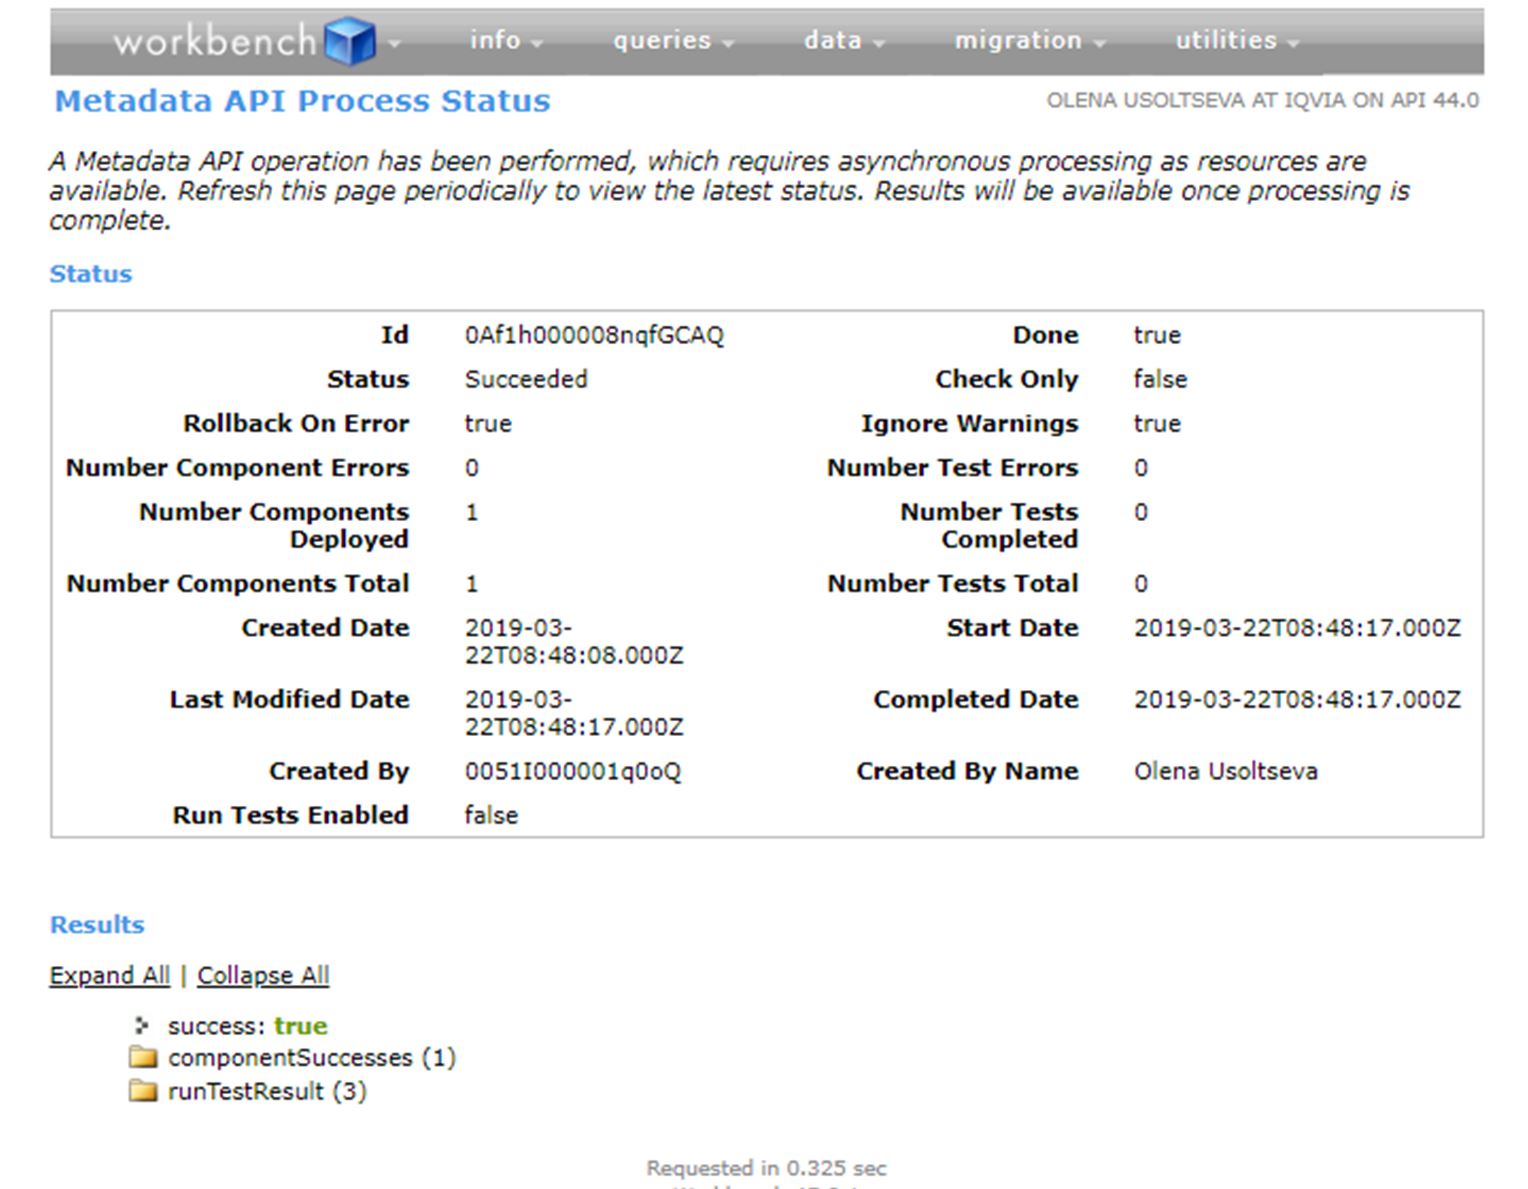 workbench info queries data migration utilities
Metadata API Process Status
OLENA USOLTSEVA AT IQVIA ON API 44.0
A Metadata API operation has been performed, which requires asynchronous processing as resources are
available. Refresh this page periodically to view the latest status. Results will be available once processing is
complete.
Status
Id 0Af1h000008nqfGCAQ Done true
Status Succeeded Check Only false
Rollback On Error true Ignore Warnings true
Number Component Errors 0 Number Test Errors 0
Number Components 1 Number Tests 0
Deployed Completed
Number Components Total 1 Number Tests Total 0
Created Date 2019-03- Start Date 2019-03-22T08:48:17.000Z
22T08:48:08.000Z
Last Modified Date 2019-03- Completed Date 2019-03-22T08:48:17.000Z
22T08:48:17.000Z
Created By 0051I000001q0oQ Created By Name Olena Usoltseva
Run Tests Enabled false
Results
Expand All | Collapse All
success: true
componentSuccesses (1)
runTestResult (3)
Requested in 0.325 sec